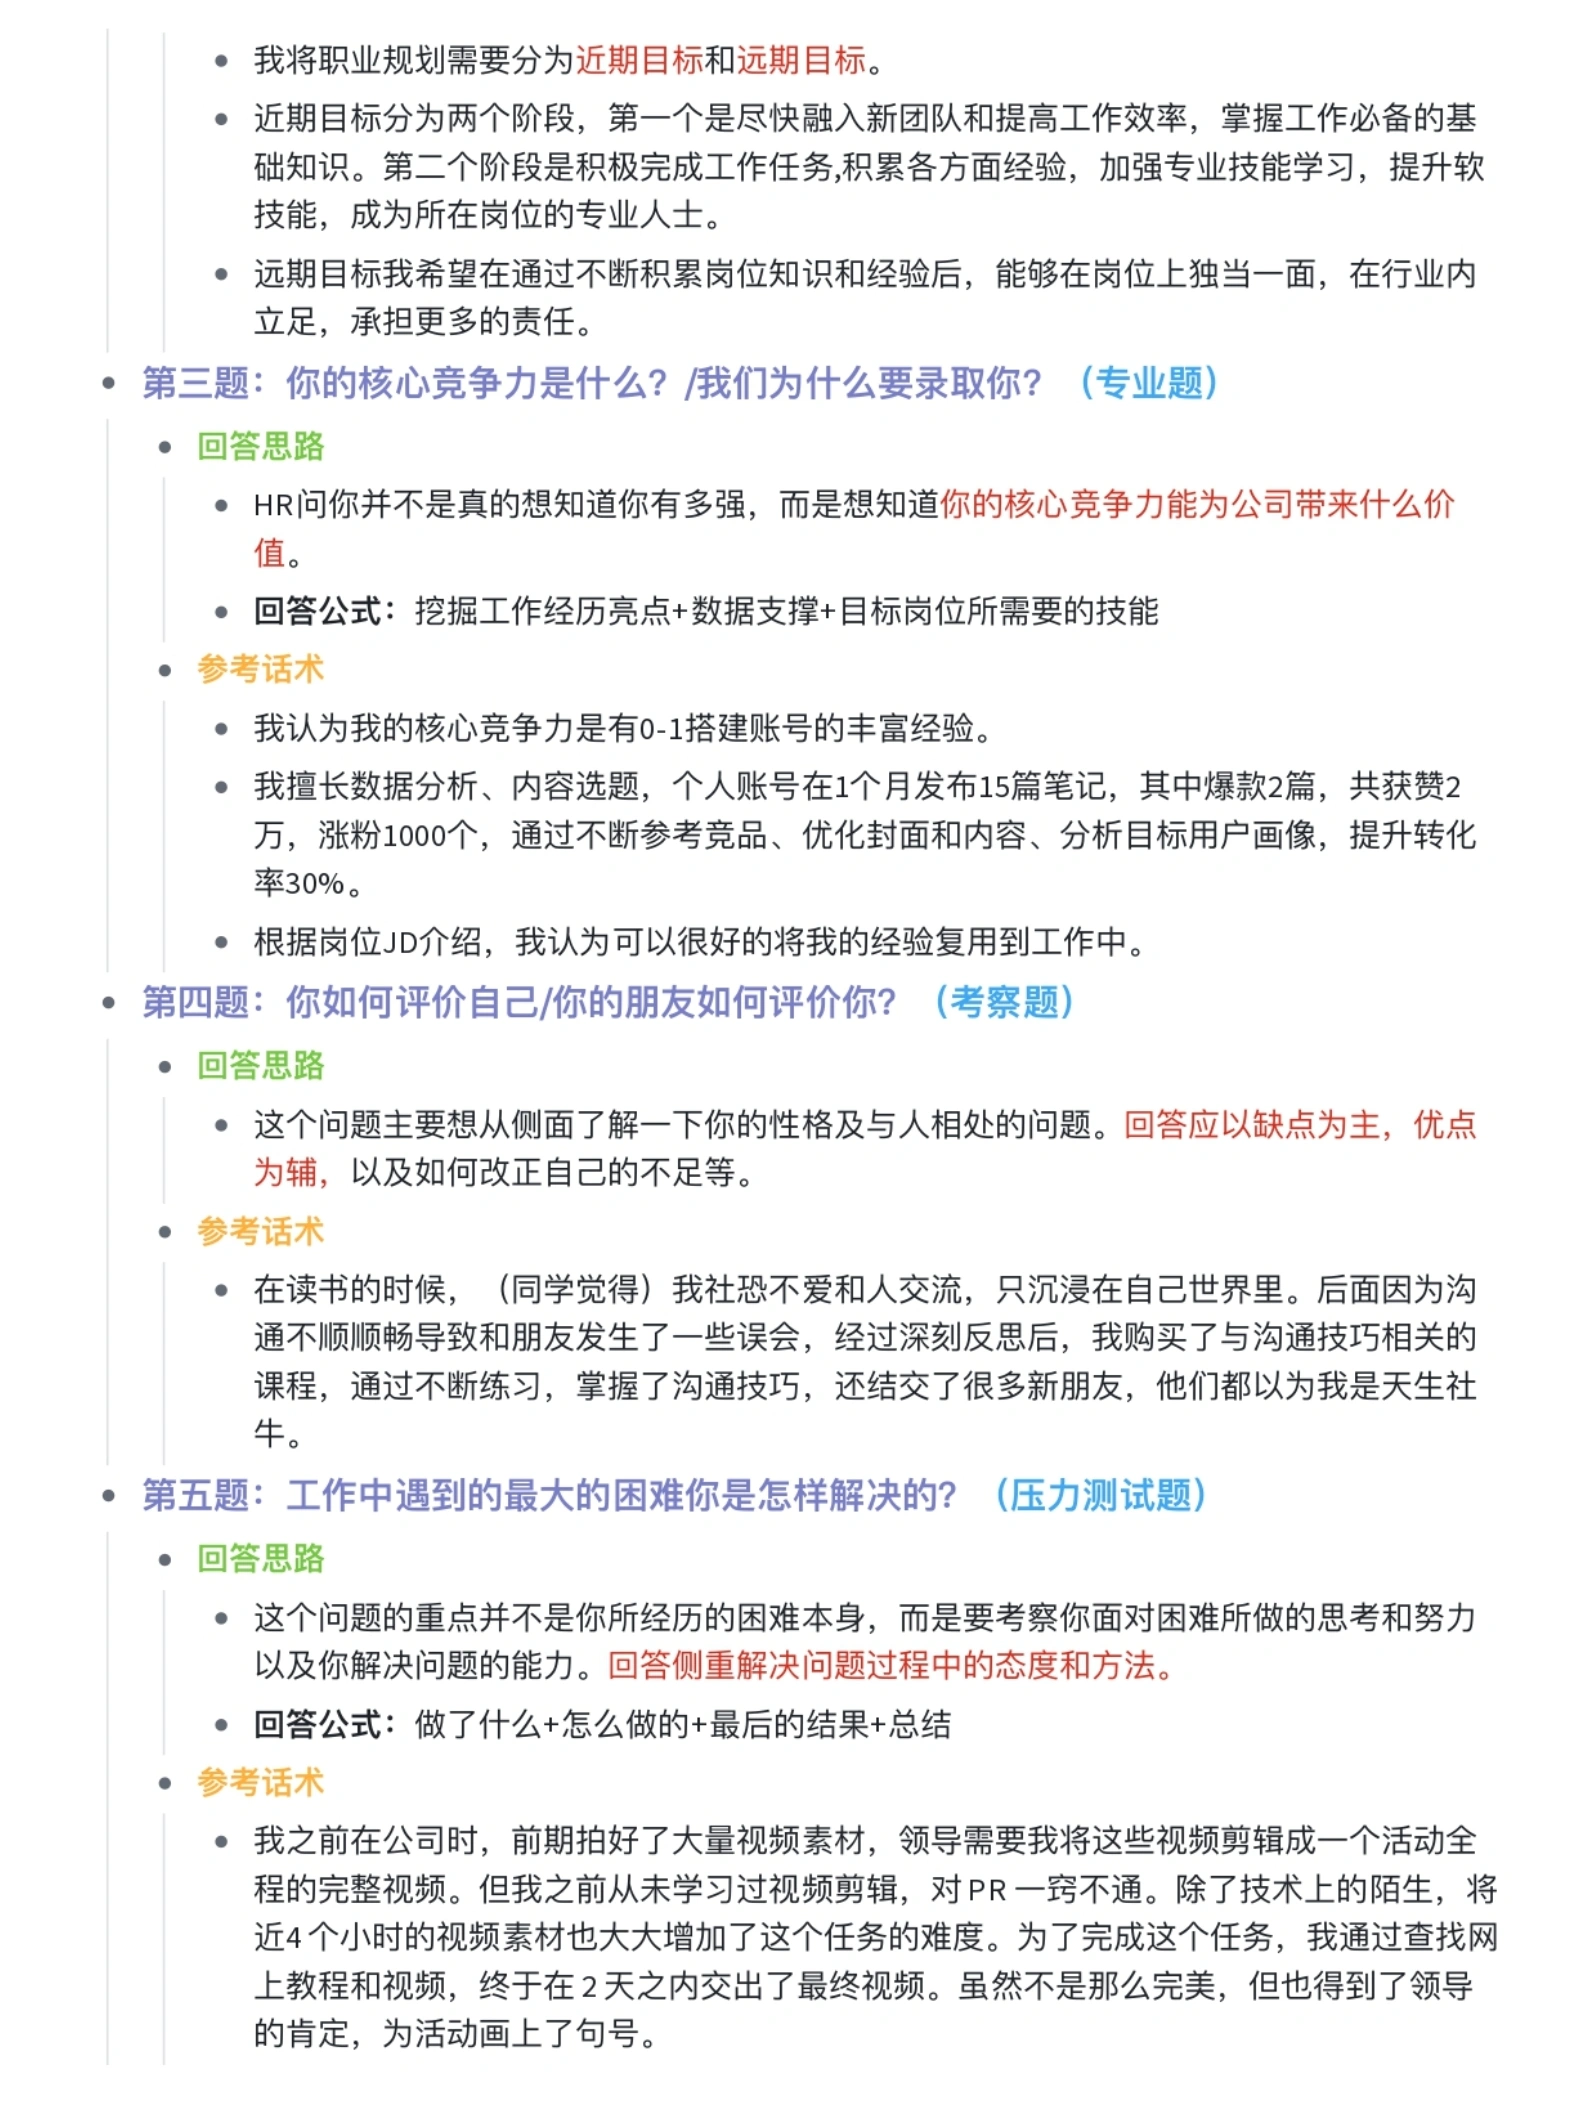 我将职业规划需要分为近期目标和远期目标。
近期目标分为两个阶段，第一个是尽快融入新团队和提高工作效率，掌握工作必备的基
础知识。第二个阶段是积极完成工作任务,积累各方面经验，加强专业技能学习，提升软
技能，成为所在岗位的专业人士。
远期目标我希望在通过不断积累岗位知识和经验后，能够在岗位上独当一面，在行业内
立足，承担更多的责任。
第三题：你的核心竞争力是什么？/我们为什么要录取你？（专业题）
回答思路
HR问你并不是真的想知道你有多强，而是想知道你的核心竞争力能为公司带来什么价
值。
回答公式：挖掘工作经历亮点+数据支撑+目标岗位所需要的技能
参考话术
我认为我的核心竞争力是有0-1搭建账号的丰富经验。
我擅长数据分析、内容选题，个人账号在1个月发布15篇笔记，其中爆款2篇，共获赞2
万，涨粉1000个，通过不断参考竞品、优化封面和内容、分析目标用户画像，提升转化
率30%。
根据岗位JD介绍，我认为可以很好的将我的经验复用到工作中。
第四题：你如何评价自己/你的朋友如何评价你？（考察题）
回答思路
这个问题主要想从侧面了解一下你的性格及与人相处的问题。回答应以缺点为主，优点
为辅，以及如何改正自己的不足等。
参考话术
在读书的时候，（同学觉得）我社恐不爱和人交流，只沉浸在自己世界里。后面因为沟
通不顺顺畅导致和朋友发生了一些误会，经过深刻反思后，我购买了与沟通技巧相关的
课程，通过不断练习，掌握了沟通技巧，还结交了很多新朋友，他们都以为我是天生社
牛。
第五题：工作中遇到的最大的困难你是怎样解决的？（压力测试题）
回答思路
这个问题的重点并不是你所经历的困难本身，而是要考察你面对困难所做的思考和努力
以及你解决问题的能力。回答侧重解决问题过程中的态度和方法。
回答公式：做了什么+怎么做的+最后的结果+总结
参考话术
我之前在公司时，前期拍好了大量视频素材，领导需要我将这些视频剪辑成一个活动全
程的完整视频。但我之前从未学习过视频剪辑，对PR一窍不通。除了技术上的陌生，将
近4个小时的视频素材也大大增加了这个任务的难度。为了完成这个任务，我通过查找网
上教程和视频，终于在2天之内交出了最终视频。虽然不是那么完美，但也得到了领导
的肯定，为活动画上了句号。